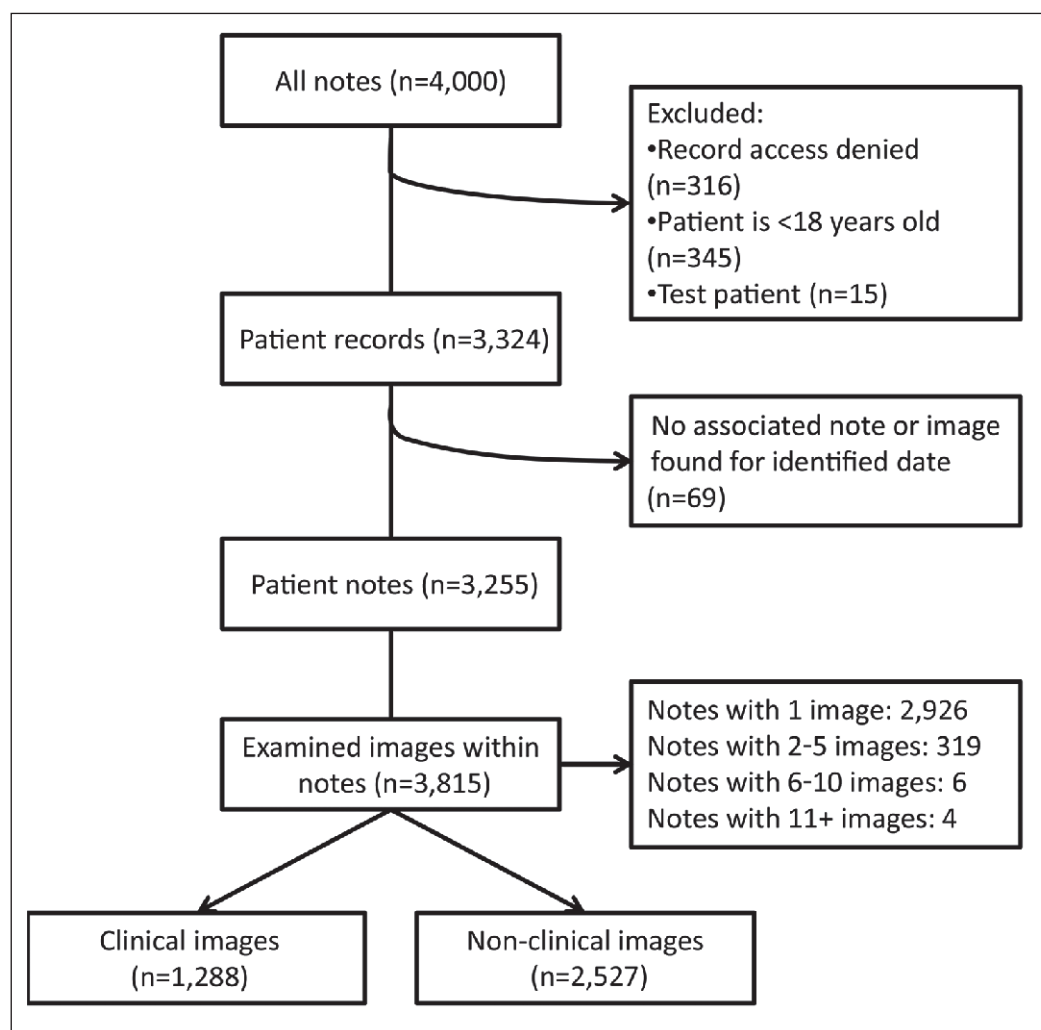 All notes (n=4,000)
Excluded:
•Record access denied
(n=316)
•Patient is <18 years old
(n=345)
•Test patient (n=15)
Patient records (n=3,324)
No associated note or image
found for identified date
(n=69)
Patient notes (n=3,255)
Examined images within
notes (n=3,815)
Notes with 1 image: 2,926
Notes with 2-5 images: 319
Notes with 6-10 images: 6
Notes with 11+ images: 4
Clinical images
(n=1,288)
Non-clinical images
(n=2,527)